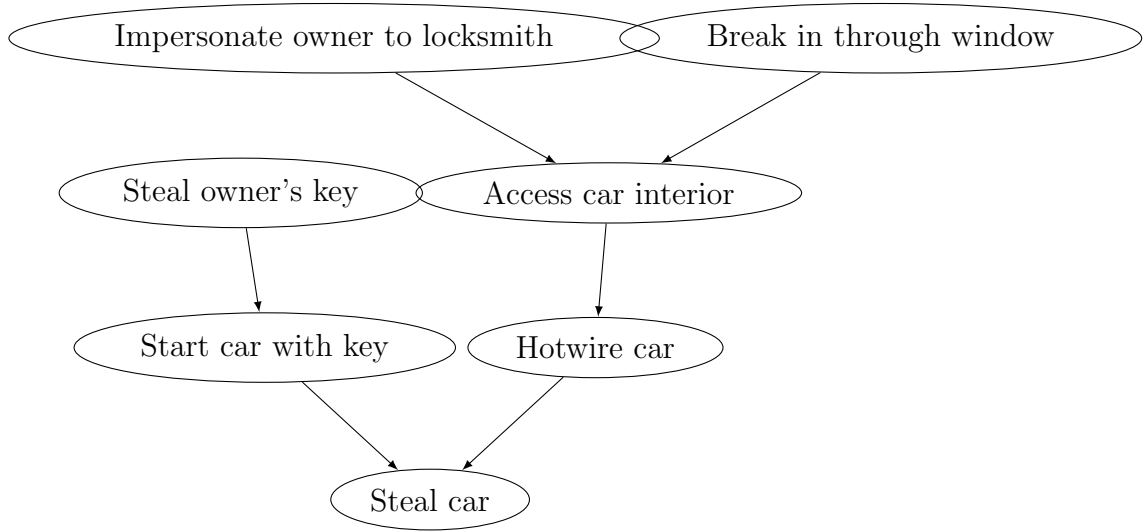 Impersonate owner to locksmith
Break in through window
Steal owner's key
Access car interior
Start car with key
Hotwire car
Steal car